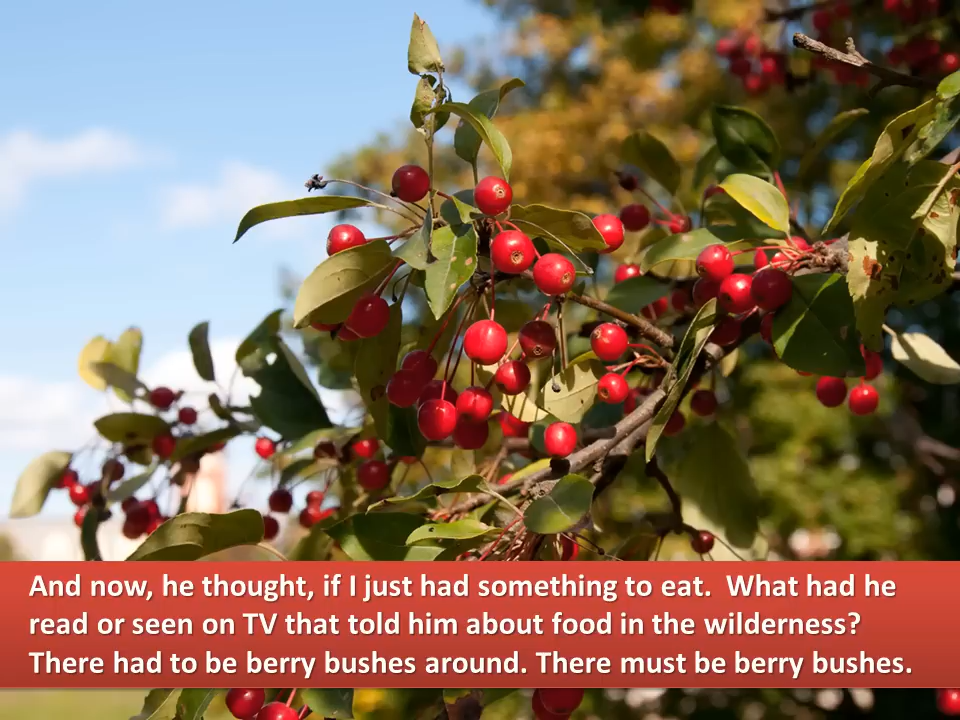 And now, he thought, if I just had something to eat.  What had he
read or seen on TV that told him about food in the wilderness?
There had to be berry bushes around. There must be berry bushes.